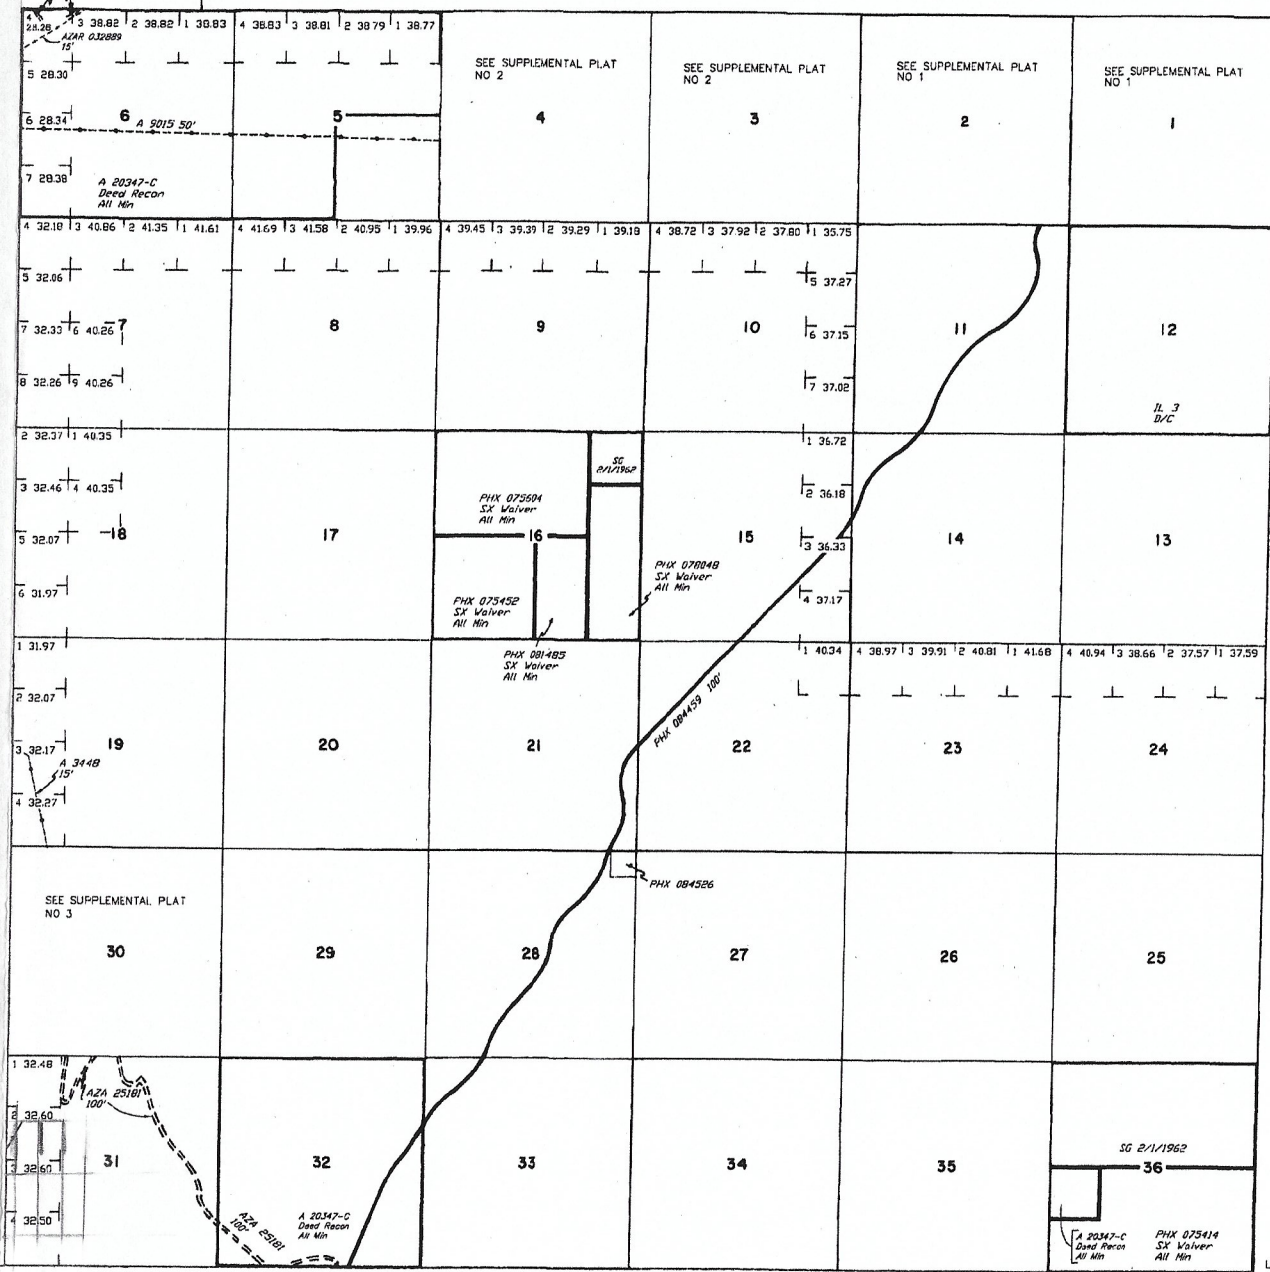 4
28.28
3 38.82 2 38.82 1 38.83 4 38.83 3 38.81 2 38.79 1 38.77
AZAR 032889
15'
5 28.30
6 28.34
7 28.38
6
A 9015 50'
5
A 20347-C
Deed Recon
All Min
SEE SUPPLEMENTAL PLAT
NO 2
4
SEE SUPPLEMENTAL PLAT
NO 2
3
SEE SUPPLEMENTAL PLAT
NO 1
2
SEE SUPPLEMENTAL PLAT
NO 1
1
4 32.18 3 40.86 2 41.35 1 41.61 4 41.69 3 41.58 2 40.95 1 39.96 4 39.45 3 39.39 2 39.29 1 39.19 4 38.72 3 37.92 2 37.80 1 35.75
5 32.06
7 32.33 6 40.26
8 32.26 9 40.26
7
8
9
10
5 37.27
6 37.15
7 37.02
11
12
IL 3
D/C
2 32.37 1 40.35
3 32.46 4 40.35
5 32.07
6 31.97
18
17
PHX 075604
SX Waiver
All Min
16
SG
2/1/1962
PHX 075452
SX Waiver
All Min
PHX 081485
SX Waiver
All Min
PHX 078048
SX Waiver
All Min
15
1 36.72
2 36.18
3 36.33
4 37.17
14
13
1 31.97
2 32.07
3 32.17
4 32.27
19
A 3448
15'
20
21
PHX 084459 100'
22
1 40.34 4 38.97 3 39.91 2 40.81 1 41.68 4 40.94 3 38.66 2 37.57 1 37.59
23
24
SEE SUPPLEMENTAL PLAT
NO 3
30
29
28
PHX 084526
27
26
25
1 32.48
2 32.60
3 32.60
4 32.50
AZA 25181
100'
31
AZA 25181
100'
32
A 20347-C
Deed Recon
All Min
33
34
35
SG 2/1/1962
36
A 20347-C
Deed Recon
All Min
PHX 075414
SX Waiver
All Min